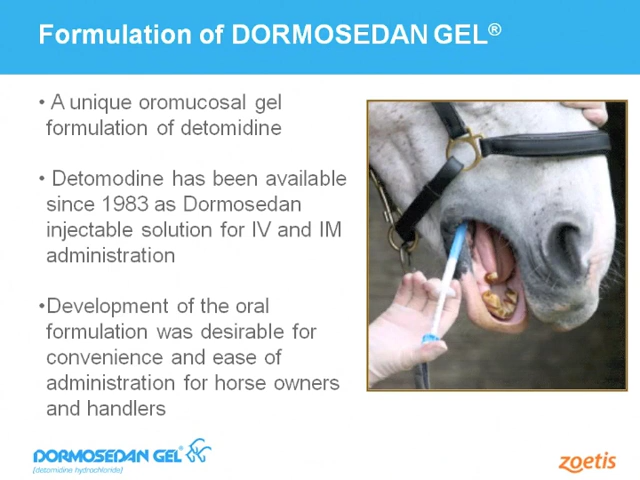 Formulation of DORMOSEDAN GEL®
• A unique oromucosal gel
formulation of detomidine
• Detomodine has been available
since 1983 as Dormosedan
injectable solution for IV and IM
administration
•Development of the oral
formulation was desirable for
convenience and ease of
administration for horse owners
and handlers
DORMOSEDAN GEL®
(detomidine hydrochloride)
zoetis